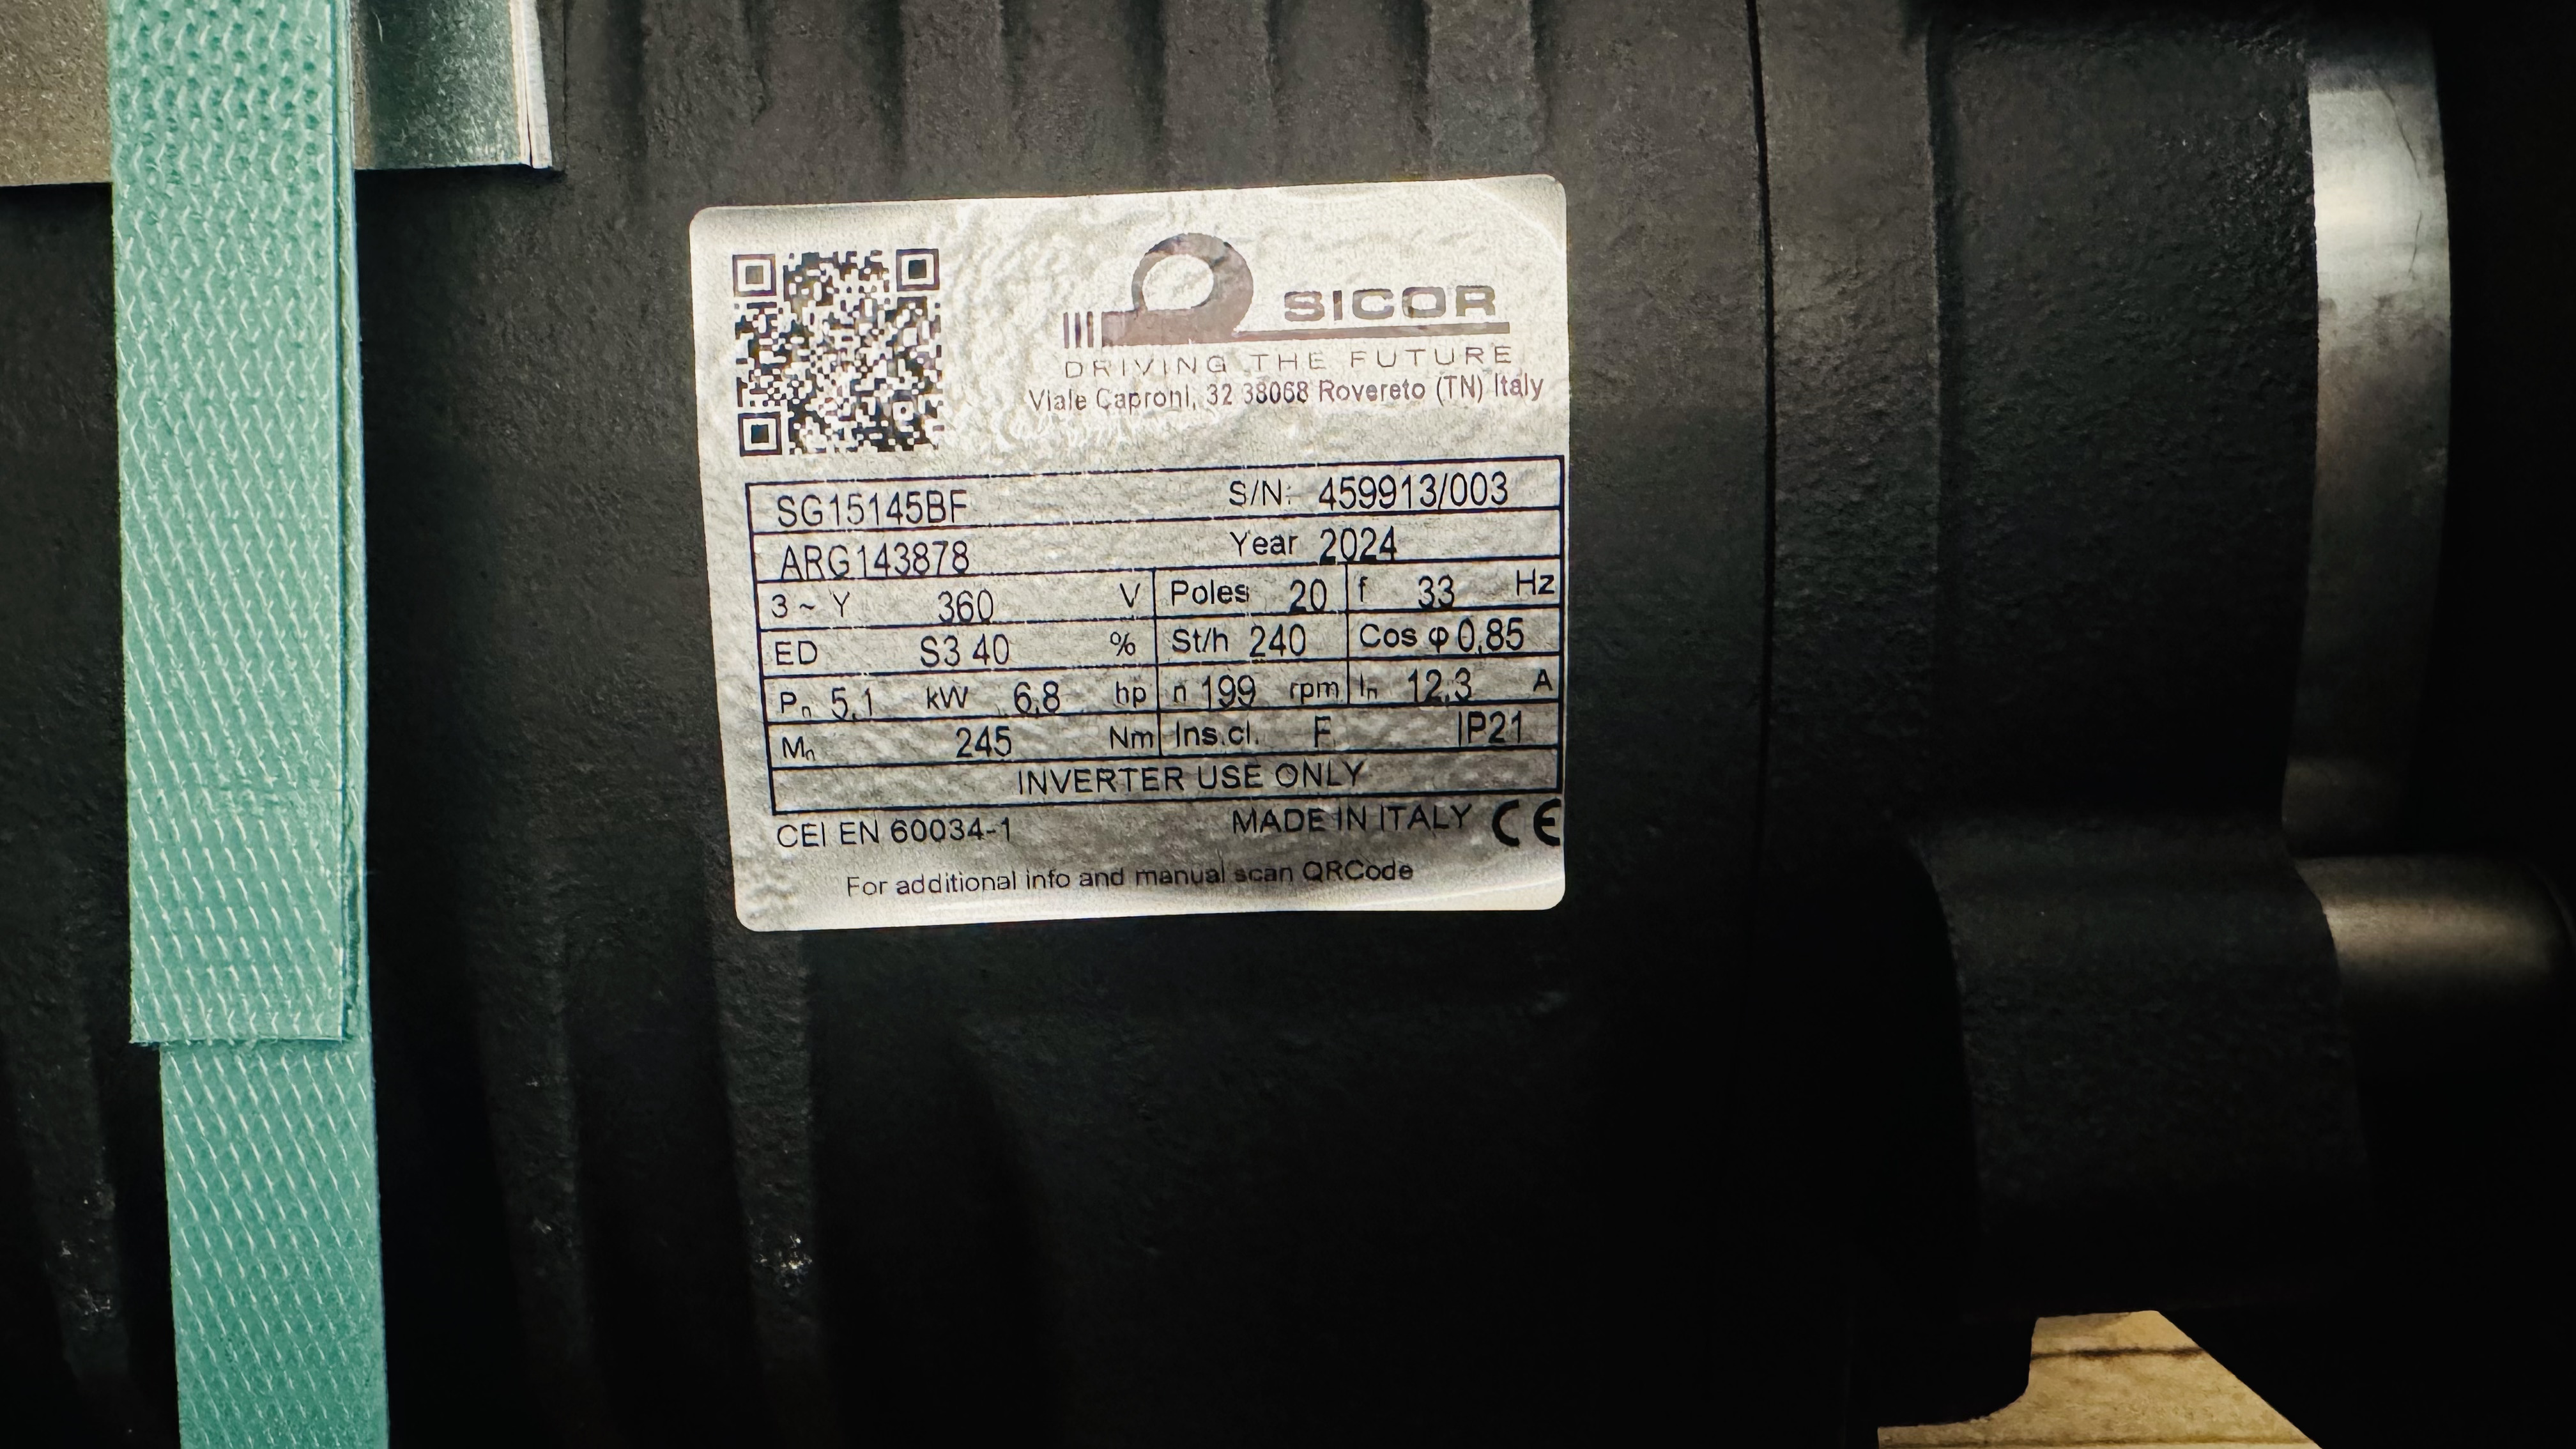 SICOR
DRIVING THE FUTURE
Viale Caproni, 32 38068 Rovereto (TN) Italy
SG15145BF S/N: 459913/003
ARG143878 Year 2024
3 ~ Y 360 V Poles 20 f 33 Hz
ED S3 40 % St/h 240 Cos φ 0,85
Pn 5,1 kW 6,8 hp n 199 rpm In 12,3 A
Mn 245 Nm Ins.cl. F IP21
INVERTER USE ONLY
CEI EN 60034-1 MADE IN ITALY CE
For additional info and manual scan QRCode